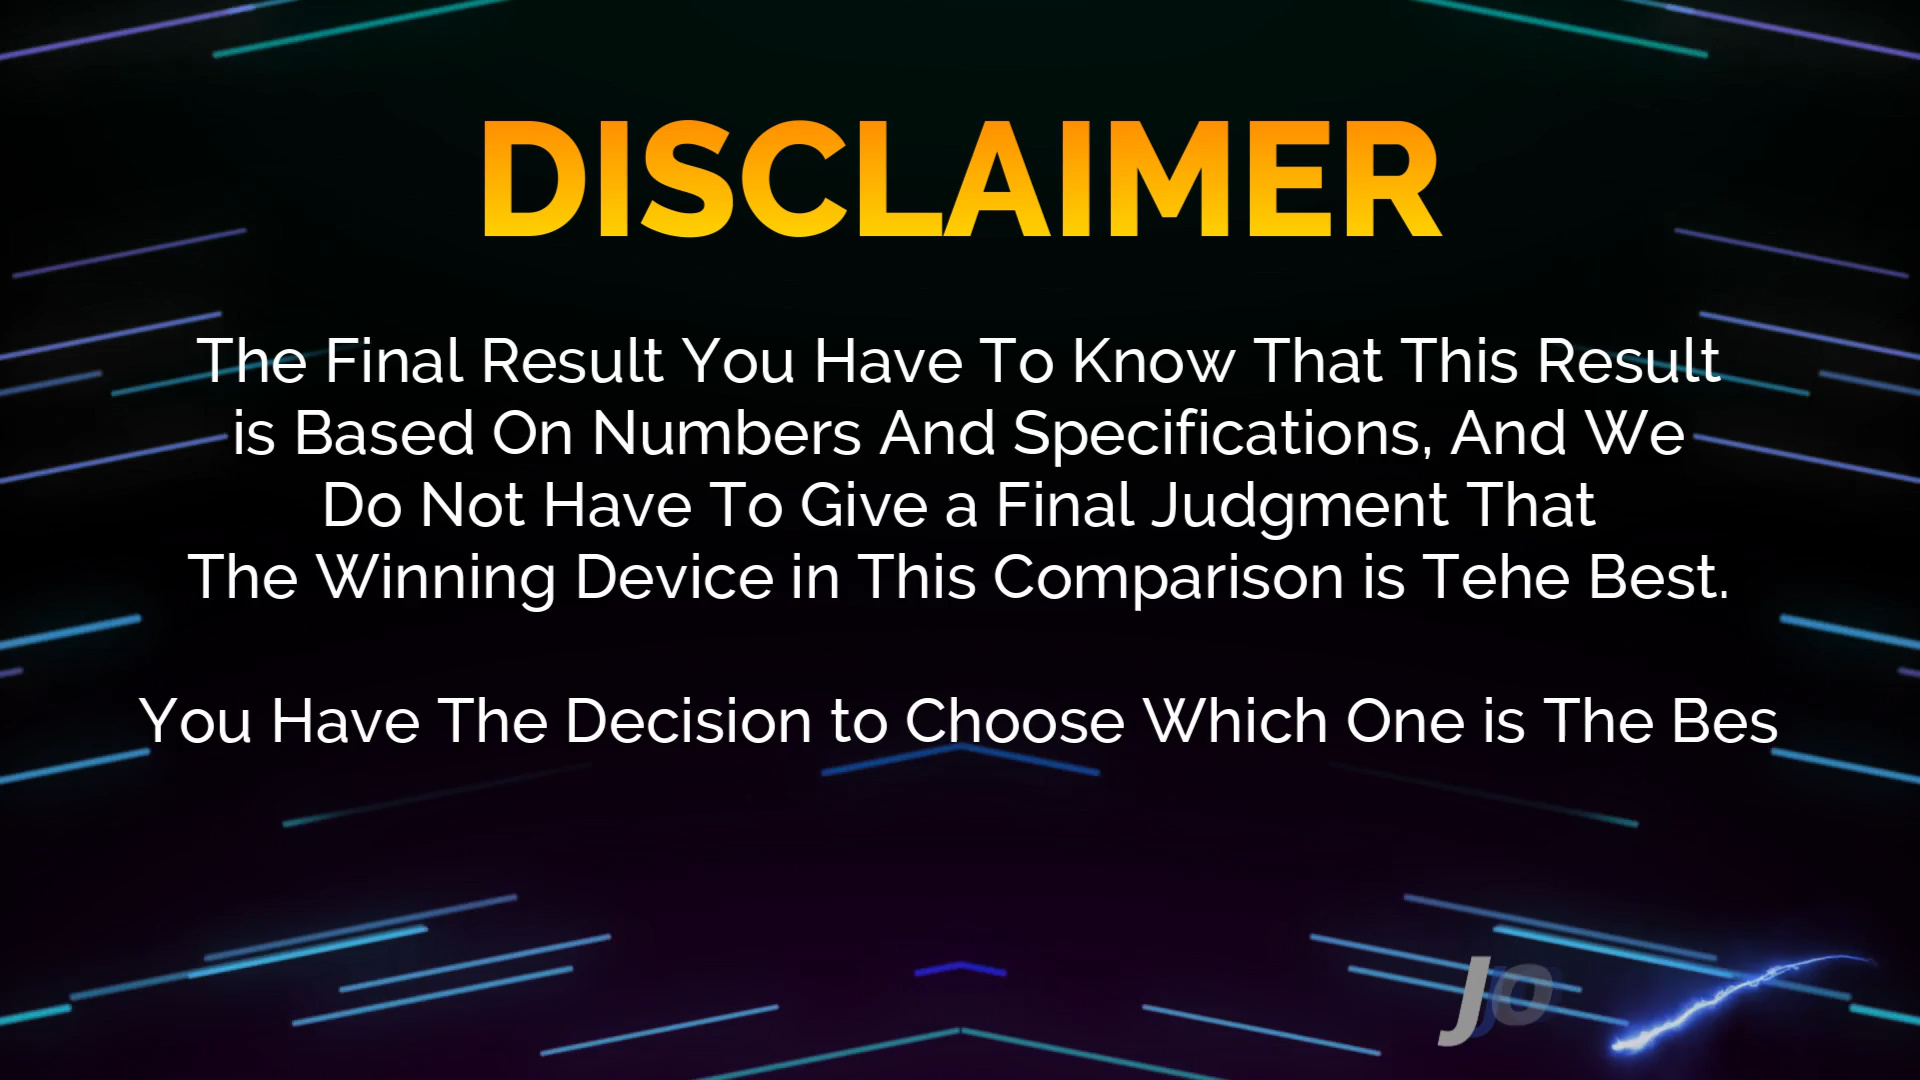 DISCLAIMER
The Final Result You Have To Know That This Result
is Based On Numbers And Specifications, And We
Do Not Have To Give a Final Judgment That
The Winning Device in This Comparison is Tehe Best.
You Have The Decision to Choose Which One is The Bes
JO